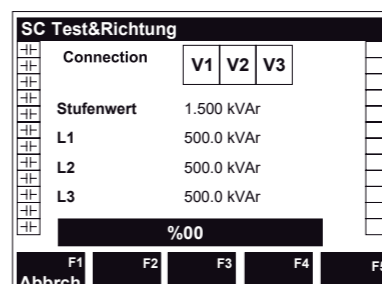 SC Test&Richtung
Connection V1 V2 V3
Stufenwert 1.500 kVAr
L1 500.0 kVAr
L2 500.0 kVAr
L3 500.0 kVAr
%00
F1 F2 F3 F4 F5
Abbrch